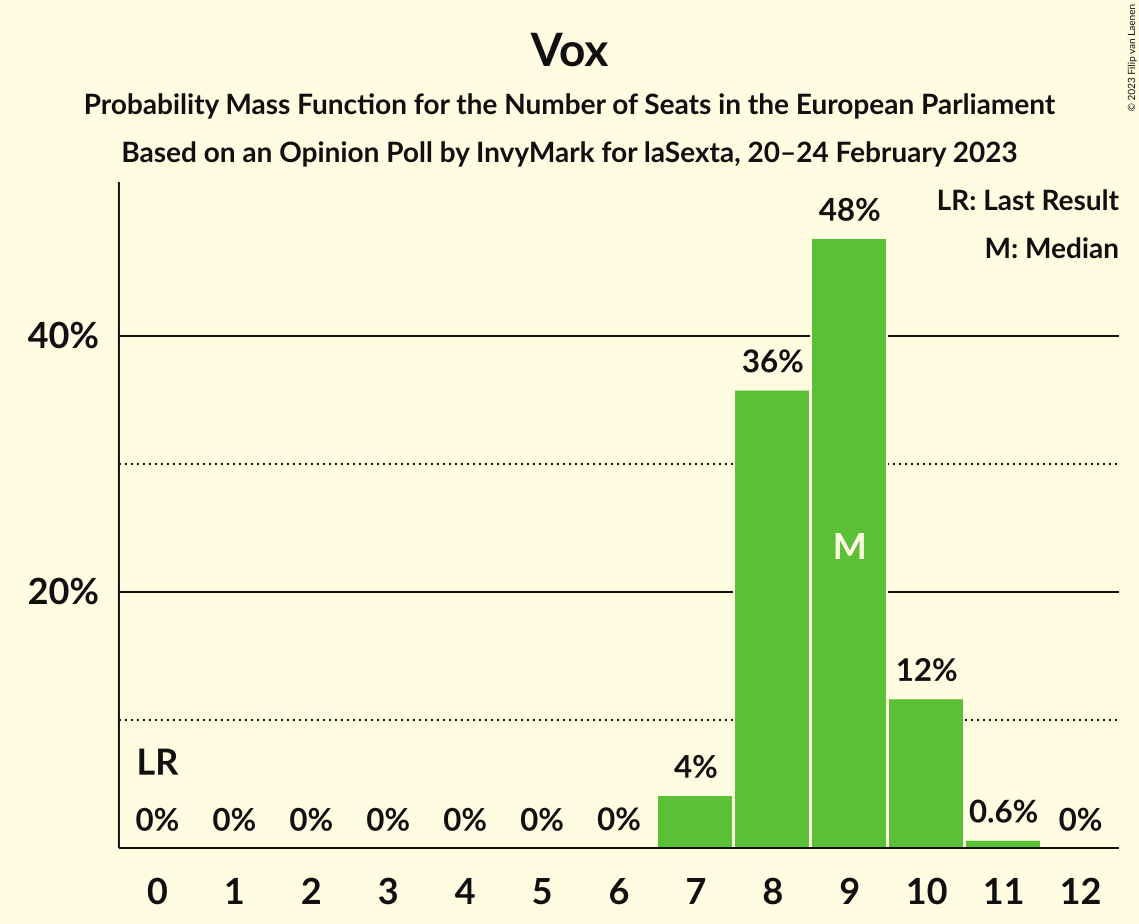 Vox
Probability Mass Function for the Number of Seats in the European Parliament
Based on an Opinion Poll by InvyMark for laSexta, 20–24 February 2023
© 2023 Filip van Laenen
LR: Last Result
M: Median
48%
40%
36%
M
20%
12%
LR
4%
0% 0% 0% 0% 0% 0% 0% 0.6% 0%
0 1 2 3 4 5 6 7 8 9 10 11 12